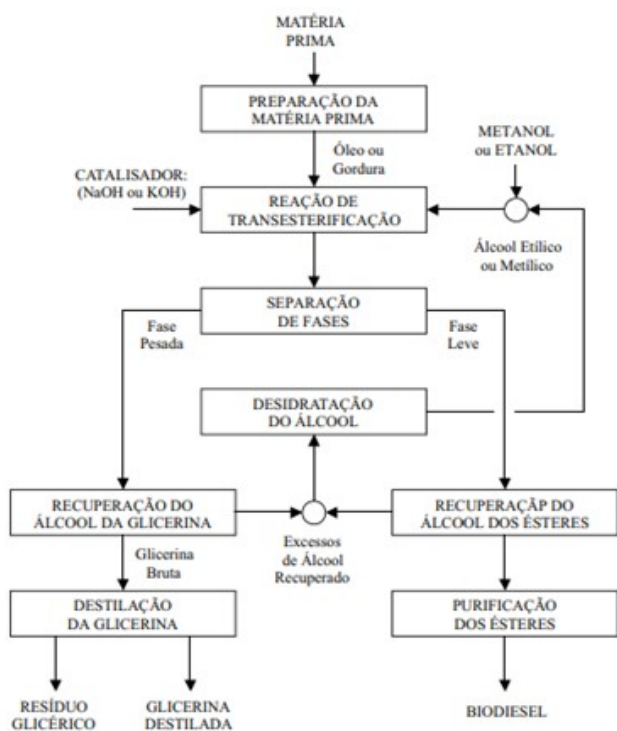 MATÉRIA
PRIMA
PREPARAÇÃO DA
MATÉRIA PRIMA
METANOL
ou ETANOL
Óleo ou
Gordura
CATALISADOR:
(NaOH ou KOH)
REAÇÃO DE
TRANSESTERIFICAÇÃO
Álcool Etílico
ou Metílico
SEPARAÇÃO
DE FASES
Fase
Pesada
Fase
Leve
DESIDRATAÇÃO
DO ÁLCOOL
RECUPERAÇÃO DO
ÁLCOOL DA GLICERINA
RECUPERAÇÃP DO
ÁLCOOL DOS ÉSTERES
Excessos
de Álcool
Recuperado
Glicerina
Bruta
DESTILAÇÃO
DA GLICERINA
PURIFICAÇÃO
DOS ÉSTERES
RESÍDUO
GLICÉRICO
GLICERINA
DESTILADA
BIODIESEL